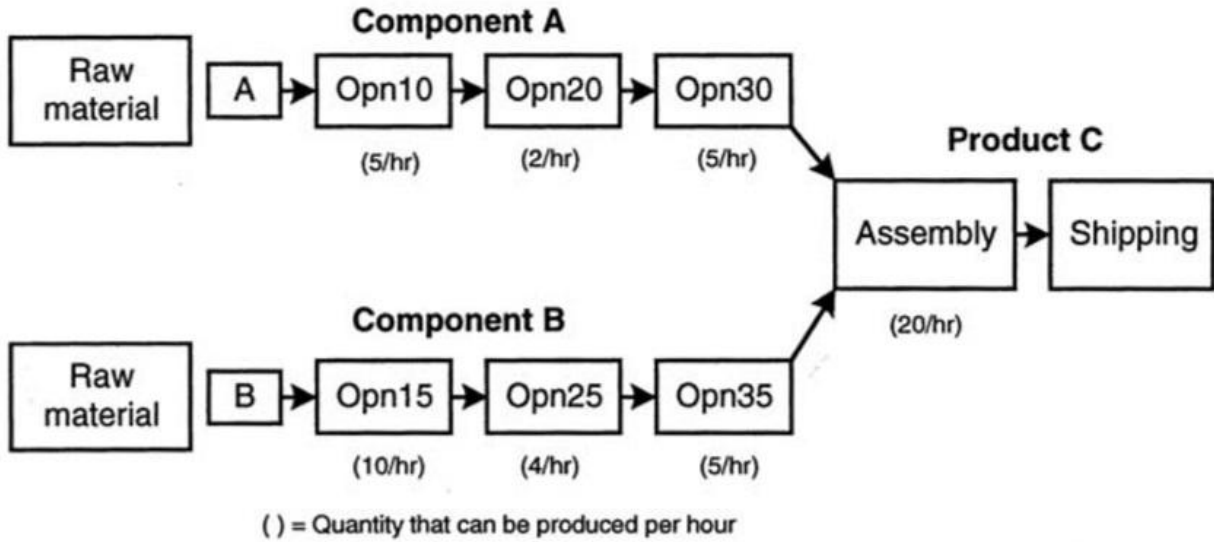 Component A
Raw
material
A
Opn10
Opn20
Opn30
(5/hr)
(2/hr)
(5/hr)
Product C
Assembly
Shipping
(20/hr)
Component B
Raw
material
B
Opn15
Opn25
Opn35
(10/hr)
(4/hr)
(5/hr)
( ) = Quantity that can be produced per hour